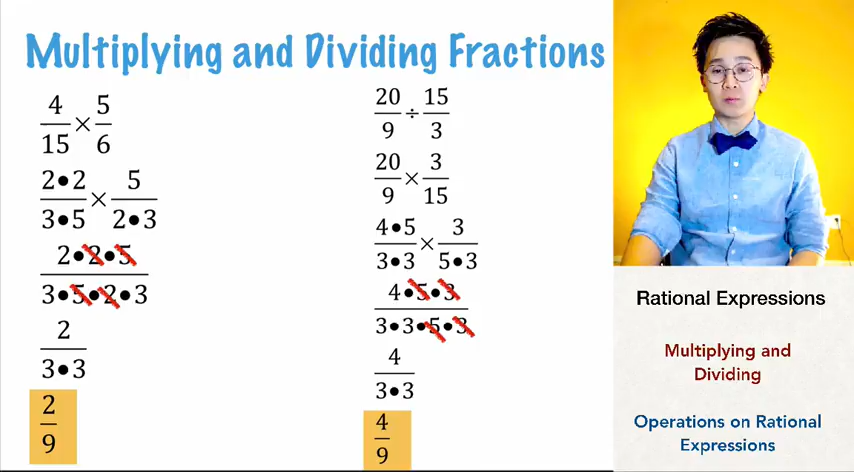 Multiplying and Dividing Fractions
4/15 × 5/6
2•2/3•5 × 5/2•3
2•2•5/3•5•2•3
2/3•3
2/9
20/9 ÷ 15/3
20/9 × 3/15
4•5/3•3 × 3/5•3
4•5•3/3•3•5•3
4/3•3
4/9
Rational Expressions
Multiplying and
Dividing
Operations on Rational
Expressions